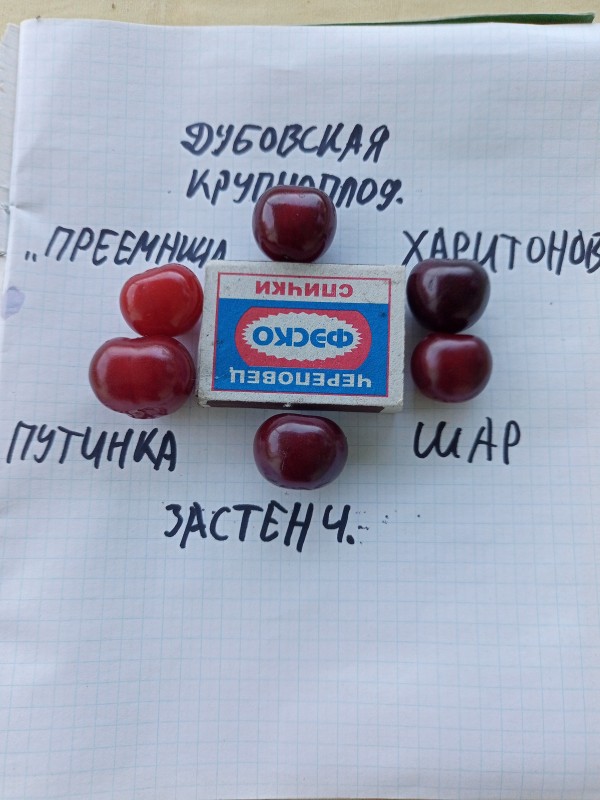 ДУБОВСКАЯ
КРУПНОПЛОД.
„ПРЕЕМНИЦА
ХАРИТОНОВ
СПИЧКИ
ФЭСКО
ЧЕРЕПОВЕЦ
ПУТИНКА
ШАР
ЗАСТЕНЧ.